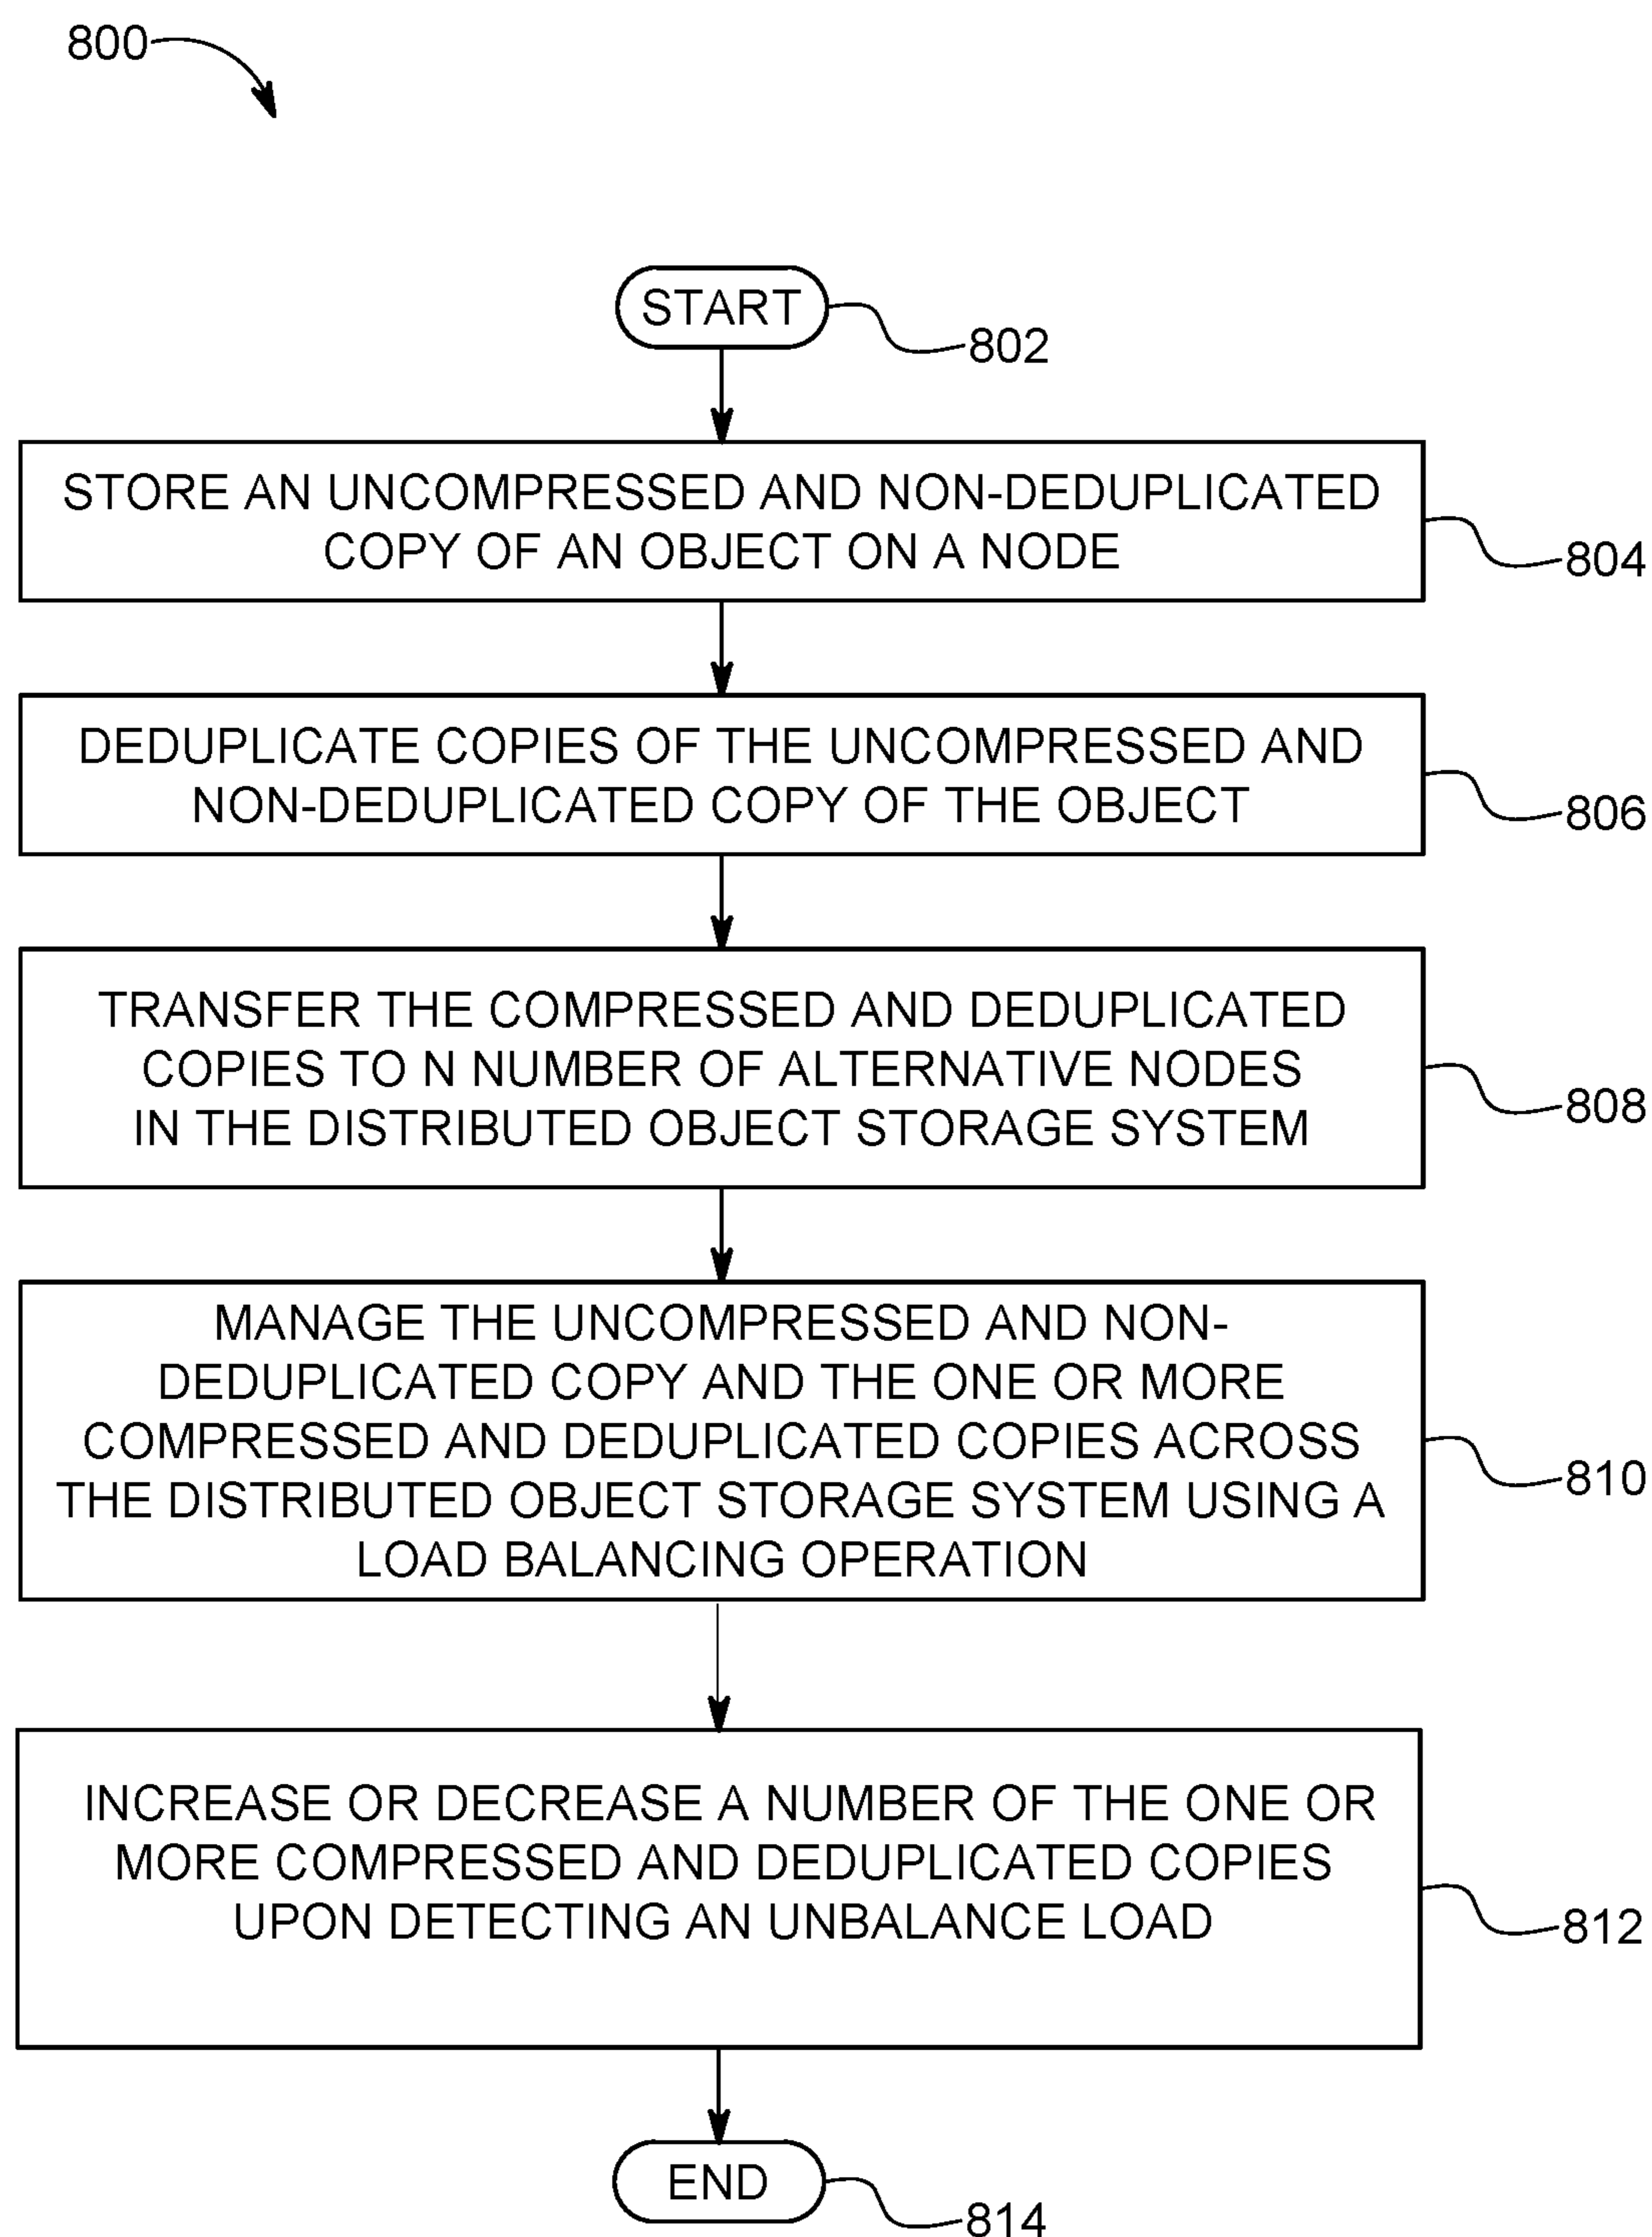 800
START
802
STORE AN UNCOMPRESSED AND NON-DEDUPLICATED
COPY OF AN OBJECT ON A NODE
804
DEDUPLICATE COPIES OF THE UNCOMPRESSED AND
NON-DEDUPLICATED COPY OF THE OBJECT
806
TRANSFER THE COMPRESSED AND DEDUPLICATED
COPIES TO N NUMBER OF ALTERNATIVE NODES
IN THE DISTRIBUTED OBJECT STORAGE SYSTEM
808
MANAGE THE UNCOMPRESSED AND NON-
DEDUPLICATED COPY AND THE ONE OR MORE
COMPRESSED AND DEDUPLICATED COPIES ACROSS
THE DISTRIBUTED OBJECT STORAGE SYSTEM USING A
LOAD BALANCING OPERATION
810
INCREASE OR DECREASE A NUMBER OF THE ONE OR
MORE COMPRESSED AND DEDUPLICATED COPIES
UPON DETECTING AN UNBALANCE LOAD
812
END
814